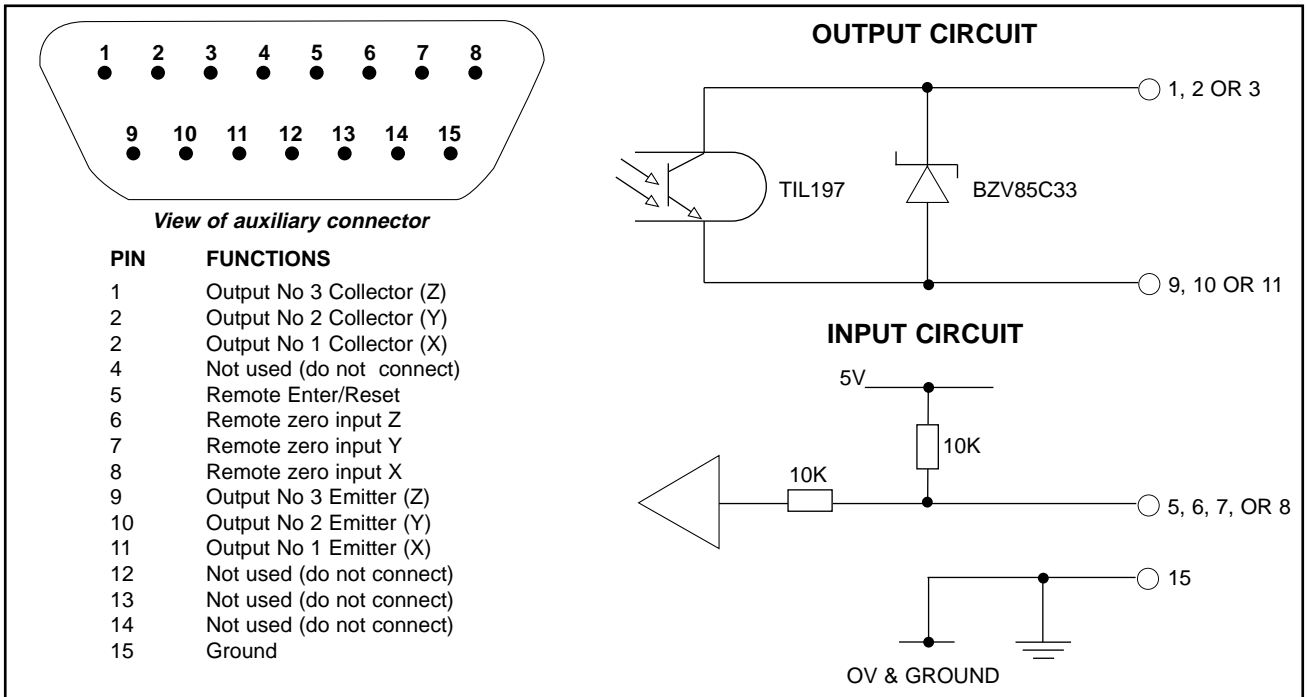 1 2 3 4 5 6 7 8
9 10 11 12 13 14 15
View of auxiliary connector
PIN FUNCTIONS
1 Output No 3 Collector (Z)
2 Output No 2 Collector (Y)
2 Output No 1 Collector (X)
4 Not used (do not connect)
5 Remote Enter/Reset
6 Remote zero input Z
7 Remote zero input Y
8 Remote zero input X
9 Output No 3 Emitter (Z)
10 Output No 2 Emitter (Y)
11 Output No 1 Emitter (X)
12 Not used (do not connect)
13 Not used (do not connect)
14 Not used (do not connect)
15 Ground
OUTPUT CIRCUIT
1, 2 OR 3
TIL197 BZV85C33
9, 10 OR 11
INPUT CIRCUIT
5V
10K
10K
5, 6, 7, OR 8
15
OV & GROUND